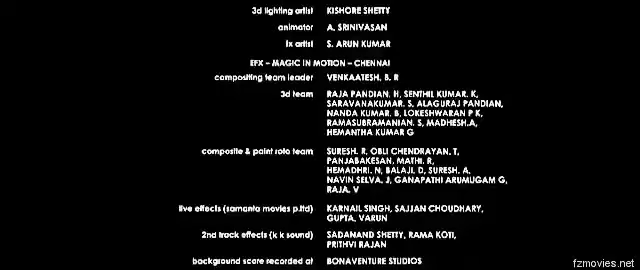 3d lighting artist KISHORE SHETTY
animator A. SRINIVASAN
fx artist S. ARUN KUMAR
EFX - MAGIC IN MOTION - CHENNAI
compositing team leader VENKAATESH. B. R
3d team RAJA PANDIAN. H, SENTHIL KUMAR. K,
SARAVANAKUMAR. S, ALAGURAJ PANDIAN,
NANDA KUMAR. B, LOKESHWARAN P K,
RAMASUBRAMANIAN. S, MADHESH.A,
HEMANTHA KUMAR G
composite & paint roto team SURESH. R, OBLI CHENDRAYAN. T,
PANJABAKESAN, MATHI. R,
HEMADHRI. N, BALAJI. D, SURESH. A,
NAVIN SELVA. J, GANAPATHI ARUMUGAM G,
RAJA. V
live effects (samanta movies p.ltd) KARNAIL SINGH, SAJJAN CHOUDHARY,
GUPTA, VARUN
2nd track effects (k k sound) SADANAND SHETTY, RAMA KOTI,
PRITHVI RAJAN
background score recorded at BONAVENTURE STUDIOS
fzmovies.net